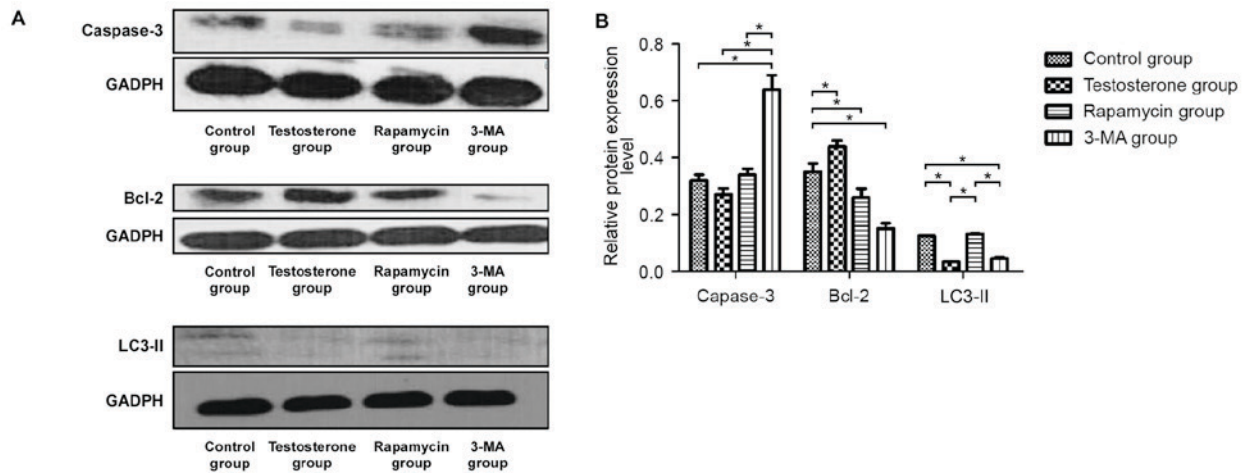 A
Caspase-3
GADPH
Control Testosterone Rapamycin 3-MA
group group group group
Bcl-2
GADPH
Control Testosterone Rapamycin 3-MA
group group group group
LC3-II
GADPH
Control Testosterone Rapamycin 3-MA
group group group group
B
Relative protein expression
level
0.8
0.6
0.4
0.2
0.0
* * *
* * *
* * * *
Capase-3 Bcl-2 LC3-II
Control group
Testosterone group
Rapamycin group
3-MA group